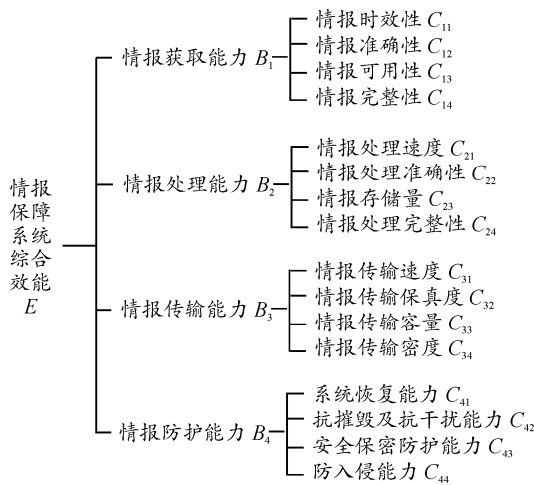 情报时效性 C11
情报准确性 C12
情报可用性 C13
情报完整性 C14
情报获取能力 B1
情报处理速度 C21
情报处理准确性 C22
情报存储量 C23
情报处理完整性 C24
情报处理能力 B2
情报
保障
系统
综合
效能
E
情报传输速度 C31
情报传输保真度 C32
情报传输容量 C33
情报传输密度 C34
情报传输能力 B3
系统恢复能力 C41
抗摧毁及抗干扰能力 C42
安全保密防护能力 C43
防入侵能力 C44
情报防护能力 B4